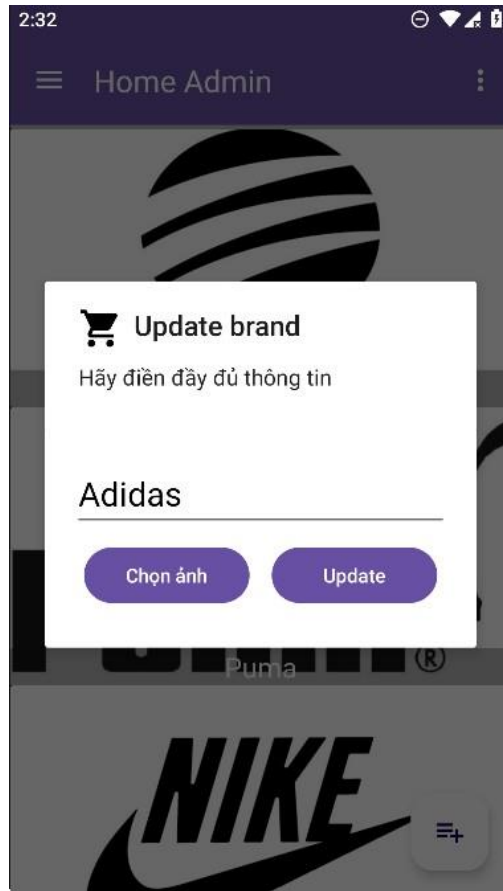 2:32
Home Admin
Update brand
Hãy điền đầy đủ thông tin
Adidas
Chọn ảnh
Update
®
Puma
NIKE